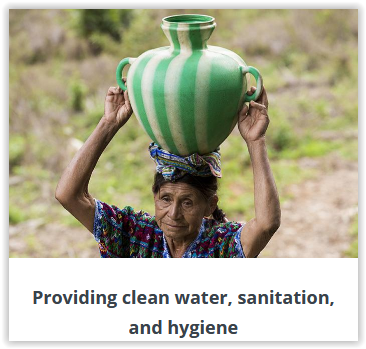 Providing clean water, sanitation,
and hygiene